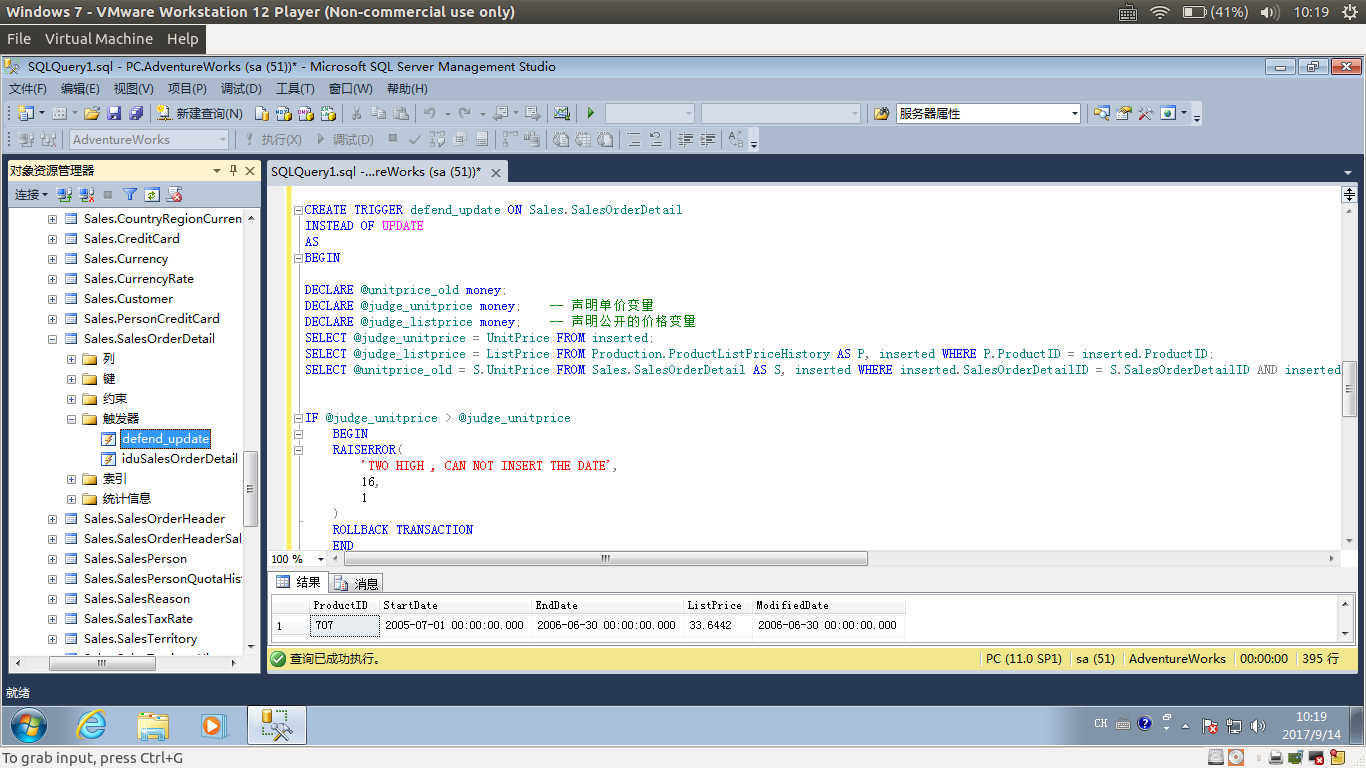 Windows 7 - VMware Workstation 12 Player (Non-commercial use only)
(41%)
10:19
File Virtual Machine Help
SQLQuery1.sql - PC.AdventureWorks (sa (51))* - Microsoft SQL Server Management Studio
文件(F) 编辑(E) 视图(V) 项目(P) 调试(D) 工具(T) 窗口(W) 帮助(H)
新建查询(N)
服务器属性
AdventureWorks
执行(X)
调试(D)
对象资源管理器
连接
Sales.CountryRegionCurren
Sales.CreditCard
Sales.Currency
Sales.CurrencyRate
Sales.Customer
Sales.PersonCreditCard
Sales.SalesOrderDetail
列
键
约束
触发器
defend_update
iduSalesOrderDetail
索引
统计信息
Sales.SalesOrderHeader
Sales.SalesOrderHeaderSal
Sales.SalesPerson
Sales.SalesPersonQuotaHis
Sales.SalesReason
Sales.SalesTaxRate
Sales.SalesTerritory
SQLQuery1.sql -...reWorks (sa (51))*
CREATE TRIGGER defend_update ON Sales.SalesOrderDetail
INSTEAD OF UPDATE
AS
BEGIN
DECLARE @unitprice_old money;
DECLARE @judge_unitprice money; -- 声明单价变量
DECLARE @judge_listprice money; -- 声明公开的价格变量
SELECT @judge_unitprice = UnitPrice FROM inserted;
SELECT @judge_listprice = ListPrice FROM Production.ProductListPriceHistory AS P, inserted WHERE P.ProductID = inserted.ProductID;
SELECT @unitprice_old = S.UnitPrice FROM Sales.SalesOrderDetail AS S, inserted WHERE inserted.SalesOrderDetailID = S.SalesOrderDetailID AND inserted
IF @judge_unitprice > @judge_unitprice
BEGIN
RAISERROR(
'TWO HIGH , CAN NOT INSERT THE DATE',
16,
1
)
ROLLBACK TRANSACTION
END
100 %
结果 消息
ProductID StartDate EndDate ListPrice ModifiedDate
1 707 2005-07-01 00:00:00.000 2006-06-30 00:00:00.000 33.6442 2006-06-30 00:00:00.000
查询已成功执行。
PC (11.0 SP1) sa (51) AdventureWorks 00:00:00 395 行
就绪
CH
10:19
2017/9/14
To grab input, press Ctrl+G